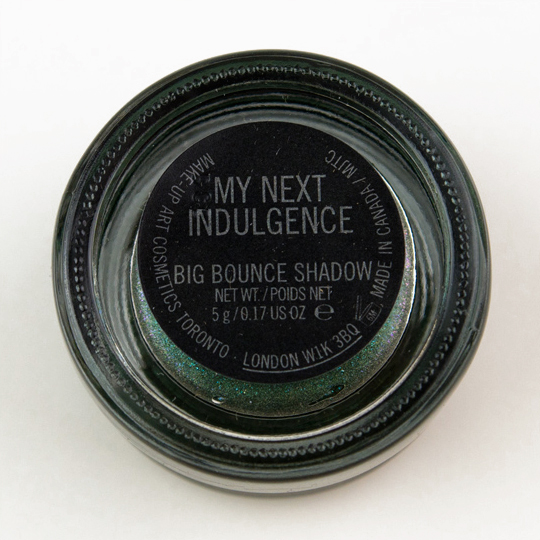 MY NEXT
INDULGENCE
BIG BOUNCE SHADOW
NET WT. / POIDS NET
5 g / 0.17 US OZ ℮
MAKE-UP ART COSMETICS TORONTO · LONDON W1K 3BQ
MADE IN CANADA / MJTC